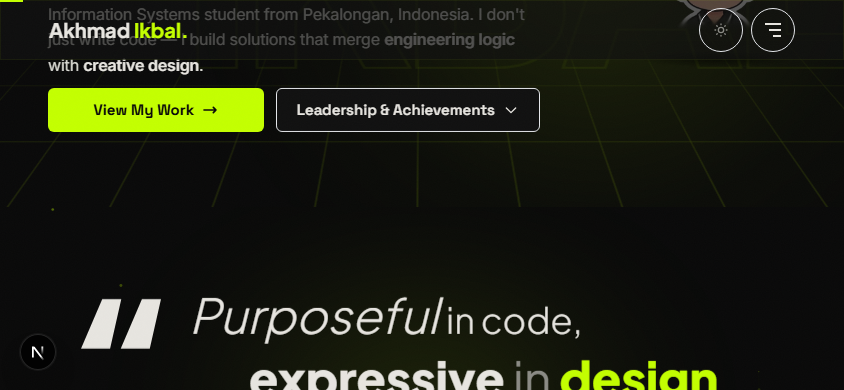 Information Systems student from Pekalongan, Indonesia. I don't
Akhmad Ikbal.
just write code — I build solutions that merge engineering logic
with creative design.
View My Work →
Leadership & Achievements
“ Purposeful in code,
expressive in design
N